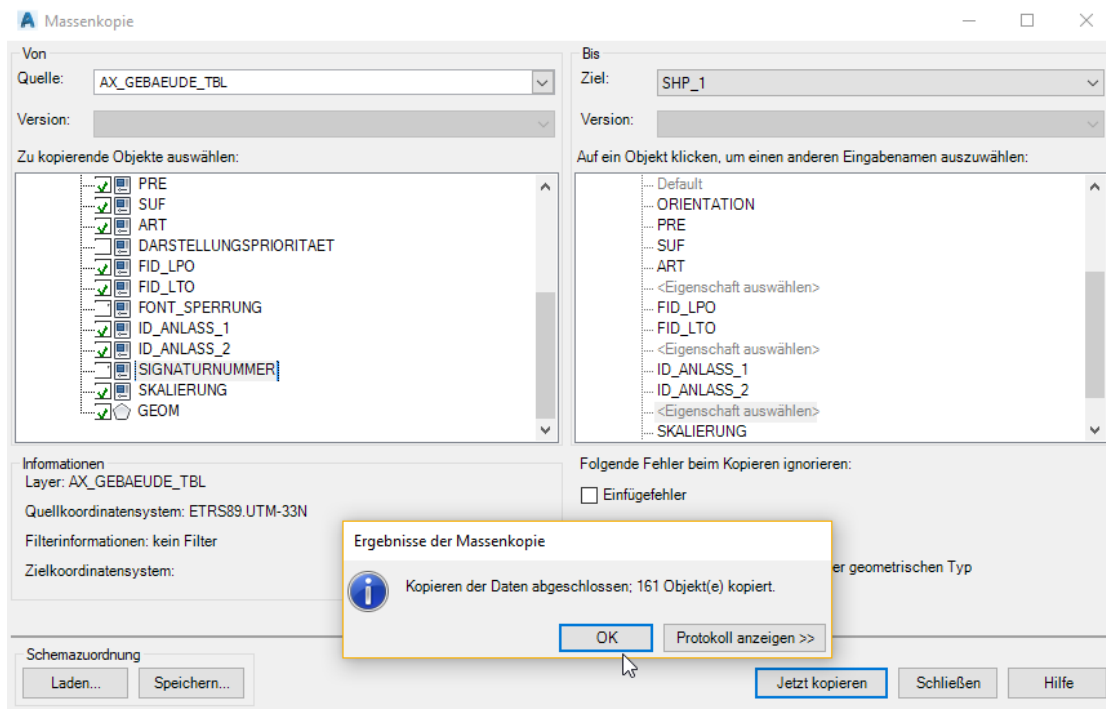 Massenkopie
Von
Quelle:
AX_GEBAEUDE_TBL
Version:
Zu kopierende Objekte auswählen:
PRE
SUF
ART
DARSTELLUNGSPRIORITAET
FID_LPO
FID_LTO
FONT_SPERRUNG
ID_ANLASS_1
ID_ANLASS_2
SIGNATURNUMMER
SKALIERUNG
GEOM
Bis
Ziel:
SHP_1
Version:
Auf ein Objekt klicken, um einen anderen Eingabenamen auszuwählen:
Default
ORIENTATION
PRE
SUF
ART
<Eigenschaft auswählen>
FID_LPO
FID_LTO
<Eigenschaft auswählen>
ID_ANLASS_1
ID_ANLASS_2
<Eigenschaft auswählen>
SKALIERUNG
Informationen
Layer: AX_GEBAEUDE_TBL
Quellkoordinatensystem: ETRS89.UTM-33N
Filterinformationen: kein Filter
Zielkoordinatensystem:
Folgende Fehler beim Kopieren ignorieren:
Einfügefehler
er geometrischen Typ
Ergebnisse der Massenkopie
Kopieren der Daten abgeschlossen; 161 Objekt(e) kopiert.
OK
Protokoll anzeigen >>
Schemazuordnung
Laden...
Speichern...
Jetzt kopieren
Schließen
Hilfe